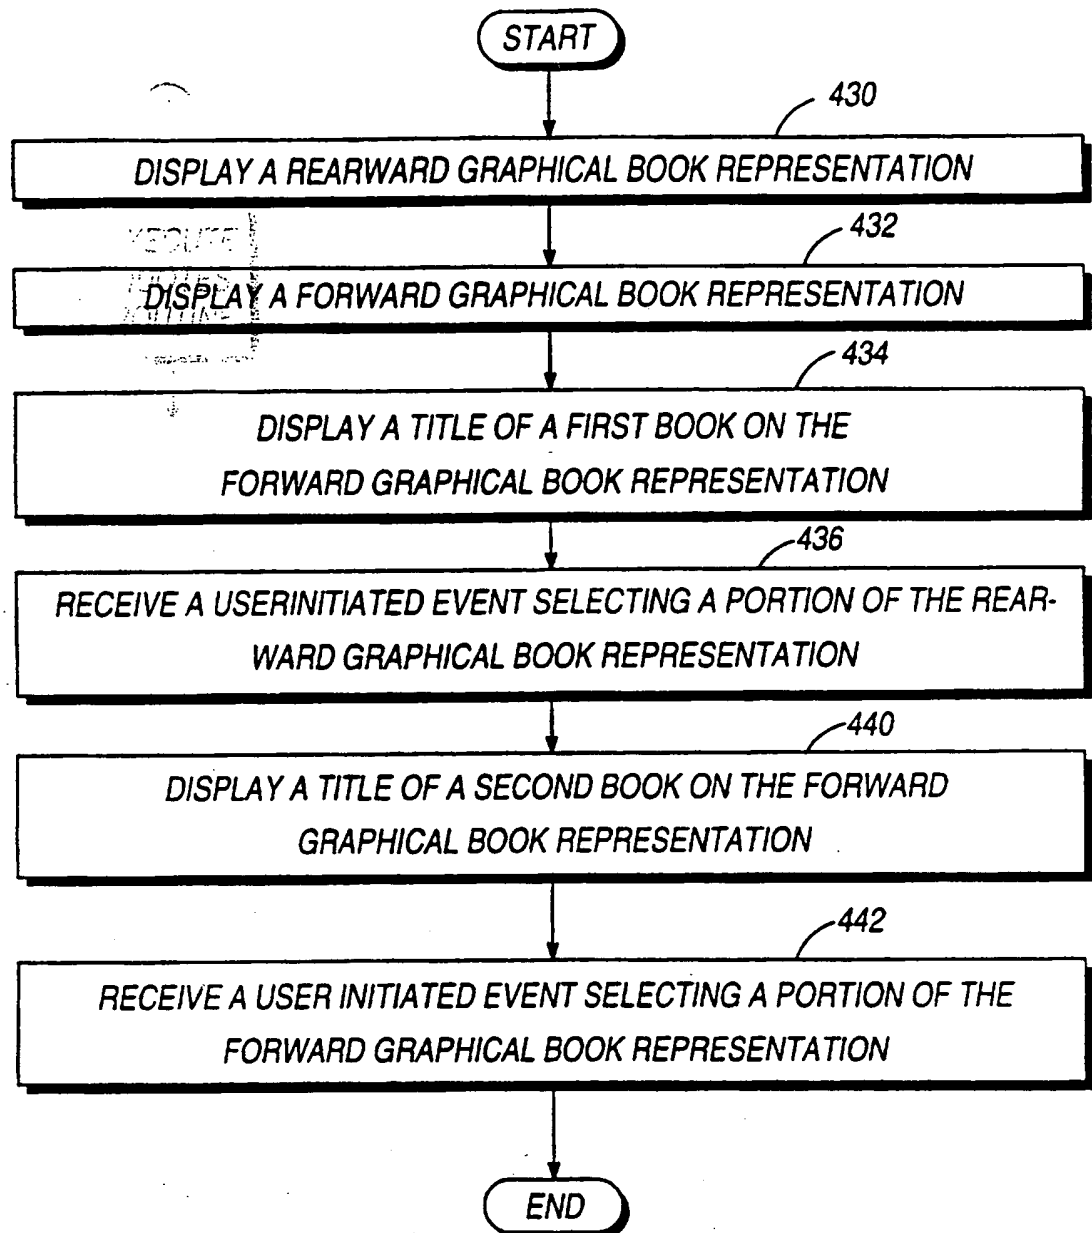 START
430
DISPLAY A REARWARD GRAPHICAL BOOK REPRESENTATION
432
DISPLAY A FORWARD GRAPHICAL BOOK REPRESENTATION
434
DISPLAY A TITLE OF A FIRST BOOK ON THE
FORWARD GRAPHICAL BOOK REPRESENTATION
436
RECEIVE A USERINITIATED EVENT SELECTING A PORTION OF THE REAR-
WARD GRAPHICAL BOOK REPRESENTATION
440
DISPLAY A TITLE OF A SECOND BOOK ON THE FORWARD
GRAPHICAL BOOK REPRESENTATION
442
RECEIVE A USER INITIATED EVENT SELECTING A PORTION OF THE
FORWARD GRAPHICAL BOOK REPRESENTATION
END